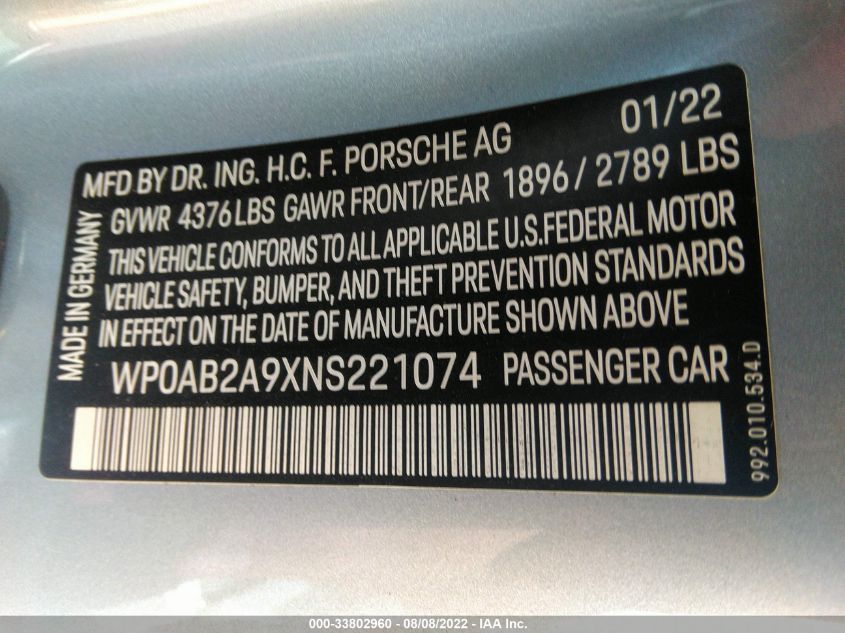 MFD BY DR. ING. H.C. F. PORSCHE AG 01/22
GVWR 4376 LBS GAWR FRONT/REAR 1896 / 2789 LBS
THIS VEHICLE CONFORMS TO ALL APPLICABLE U.S.FEDERAL MOTOR
VEHICLE SAFETY, BUMPER, AND THEFT PREVENTION STANDARDS
IN EFFECT ON THE DATE OF MANUFACTURE SHOWN ABOVE
WP0AB2A9XNS221074 PASSENGER CAR
MADE IN GERMANY
992.010.534.D
000-33802960 - 08/08/2022 - IAA Inc.